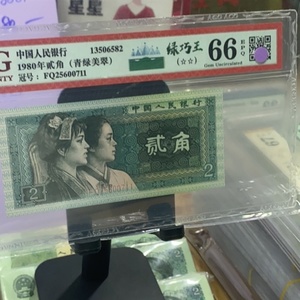 星星
中国人民银行 13506582
1980年贰角(青绿美翠)
冠号:FQ25600711
绿巧王
(☆☆)
66
EPQ
Gem Uncirculated
中国人民银行
贰角
2
2